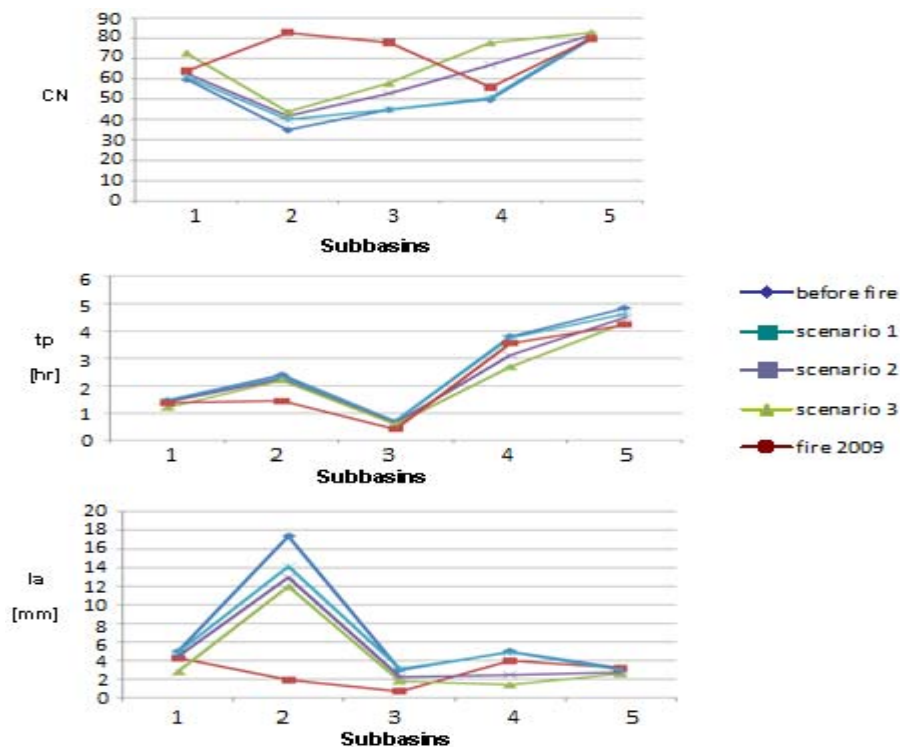 90
80
70
60
50
40
30
20
10
0
CN
1 2 3 4 5
Subbasins
6
5
4
3
2
1
0
tp
[hr]
1 2 3 4 5
Subbasins
before fire
scenario 1
scenario 2
scenario 3
fire 2009
20
18
16
14
12
10
8
6
4
2
0
Ia
[mm]
1 2 3 4 5
Subbasins